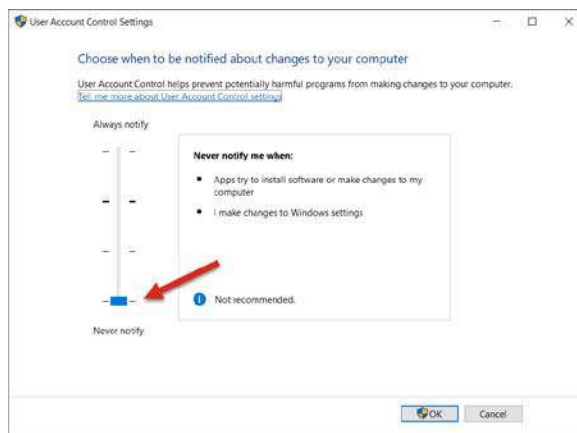 User Account Control Settings
Choose when to be notified about changes to your computer
User Account Control helps prevent potentially harmful programs from making changes to your computer.
Tell me more about User Account Control settings
Always notify
Never notify me when:
• Apps try to install software or make changes to my
computer
• I make changes to Windows settings
Not recommended.
Never notify
OK
Cancel